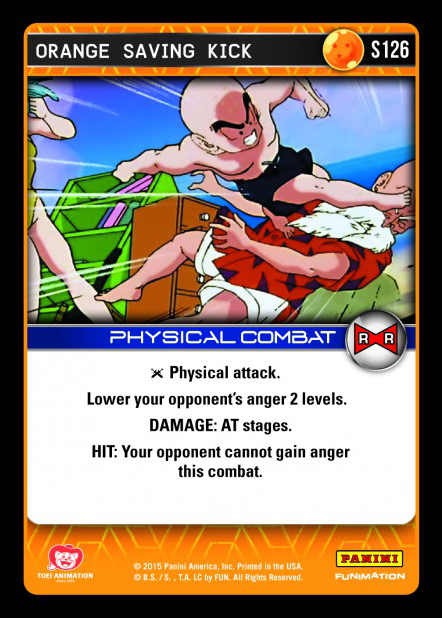 ORANGE SAVING KICK
S126
PHYSICAL COMBAT
R R
Physical attack.
Lower your opponent's anger 2 levels.
DAMAGE: AT stages.
HIT: Your opponent cannot gain anger
this combat.
TOEI ANIMATION
© 2015 Panini America, Inc. Printed in the USA.
© B.S. / S. , T.A. LC by FUN. All Rights Reserved.
PANINI
FUNIMATION